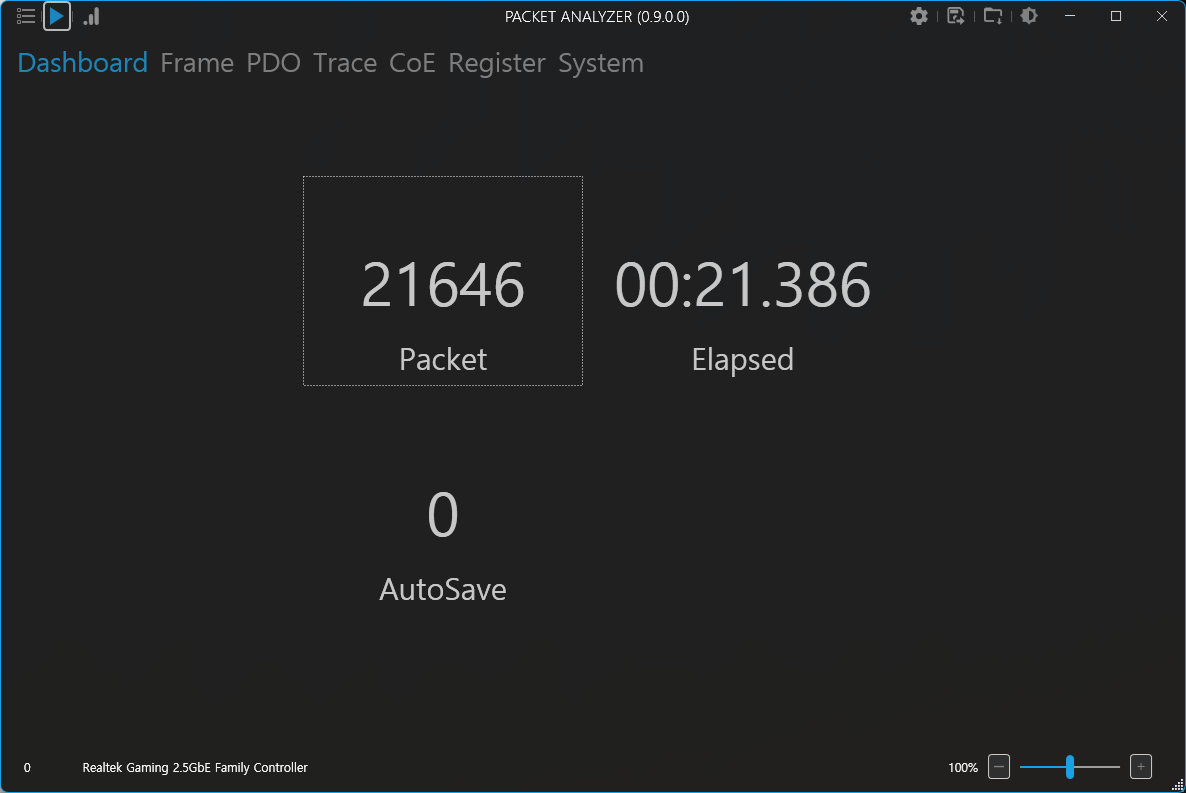 PACKET ANALYZER (0.9.0.0)
Dashboard Frame PDO Trace CoE Register System
21646 00:21.386
Packet Elapsed
0
AutoSave
0 Realtek Gaming 2.5GbE Family Controller 100%